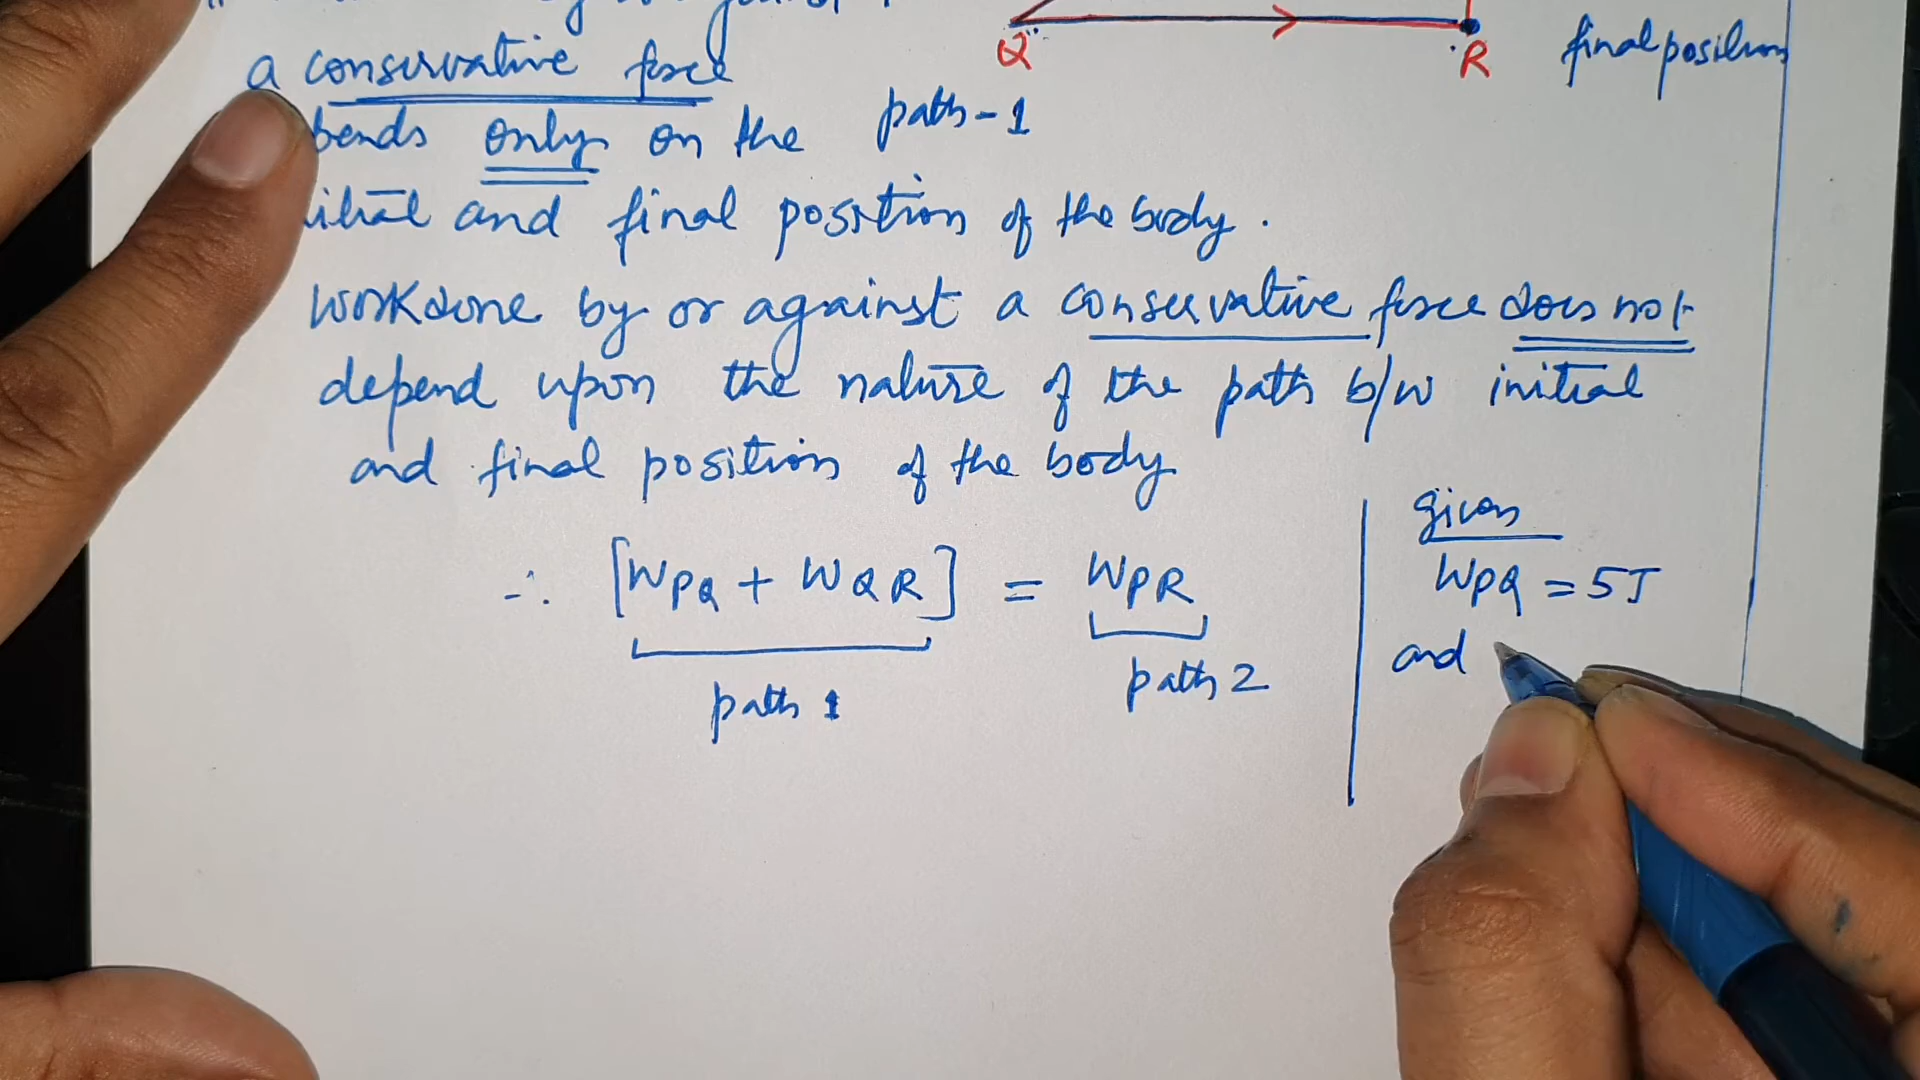 Q
R
final position
a conservative force
pends only on the
path-1
itial and final position of the body.
Workdone by or against a conservative force does not
depend upon the nature of the path b/w initial
and final position of the body
given
∴ [WPQ + WQR] = WPR
WPQ = 5J
and
path 1
path 2